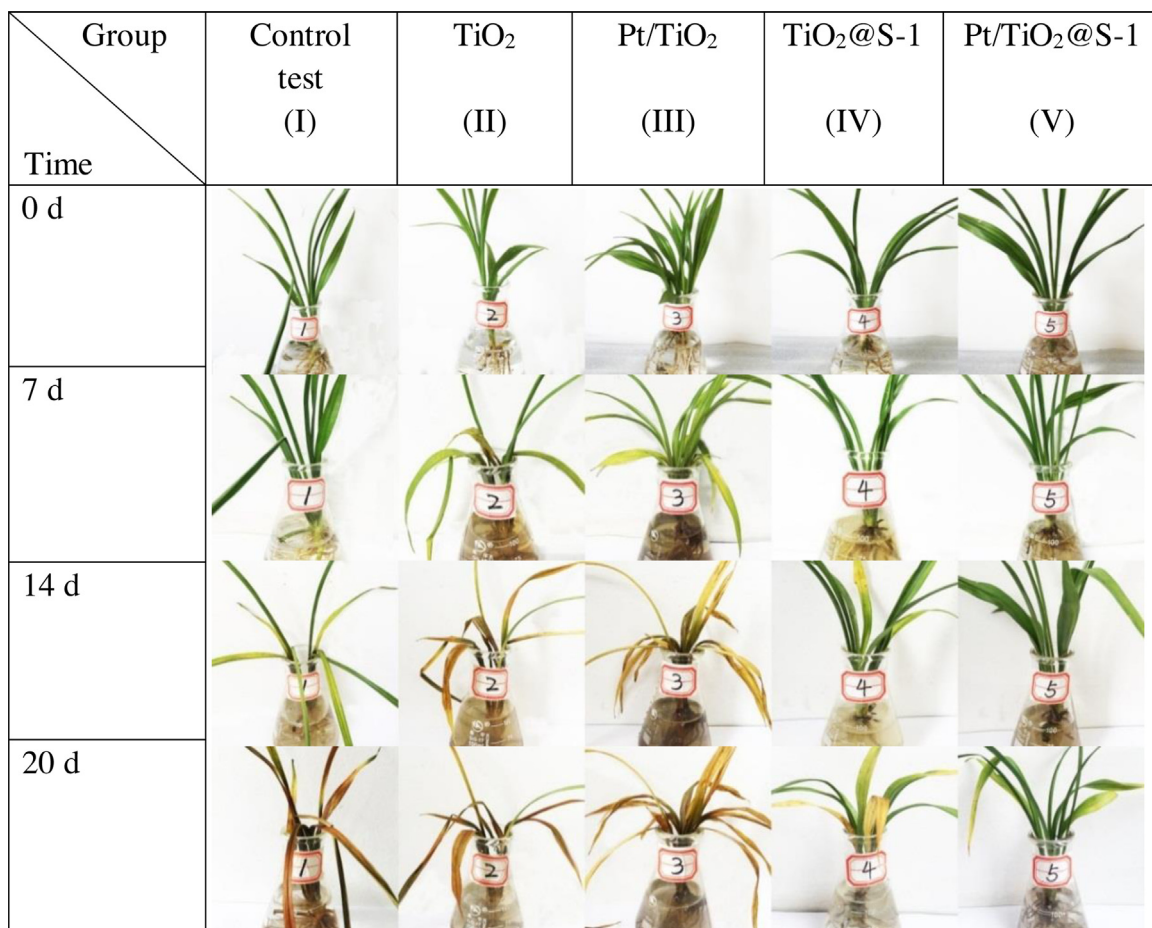 Group
Time
Control
test
(I)
TiO₂
(II)
Pt/TiO₂
(III)
TiO₂@S-1
(IV)
Pt/TiO₂@S-1
(V)
0 d
1
2
3
4
5
7 d
1
2
3
4
5
14 d
1
2
3
4
5
20 d
1
2
3
4
5